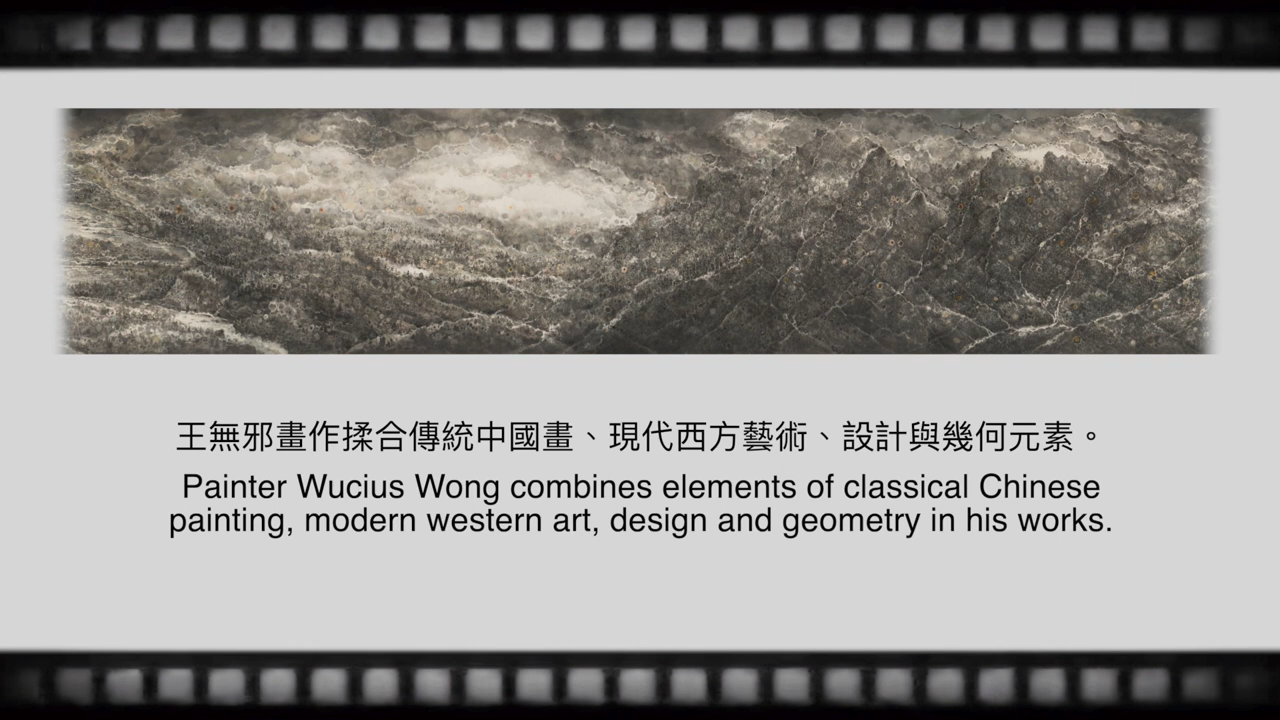 王無邪畫作揉合傳統中國畫、現代西方藝術、設計與幾何元素。
Painter Wucius Wong combines elements of classical Chinese
painting, modern western art, design and geometry in his works.